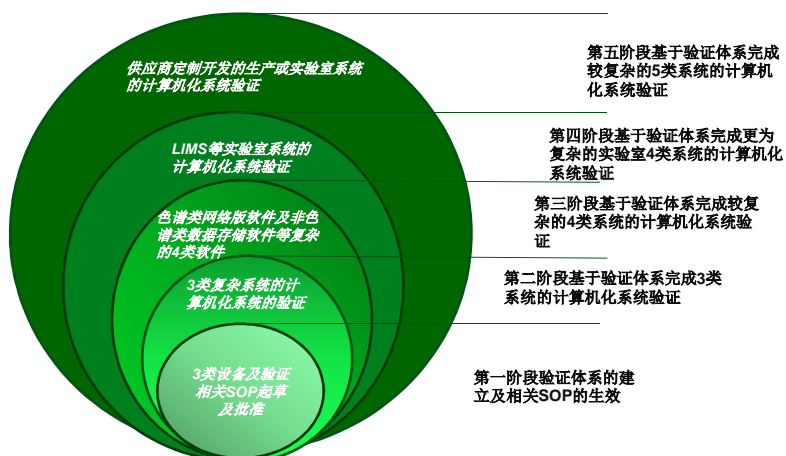 供应商定制开发的生产或实验室系统
的计算机化系统验证
第五阶段基于验证体系完成
较复杂的5类系统的计算机
化系统验证
LIMS等实验室系统的
计算机化系统验证
第四阶段基于验证体系完成更为
复杂的实验室4类系统的计算机化
系统验证
色谱类网络版软件及非色
谱类数据存储软件等复杂
的4类软件
第三阶段基于验证体系完成较复
杂的4类系统的计算机化系统验
证
3类复杂系统的计
算机化系统的验证
第二阶段基于验证体系完成3类
系统的计算机化系统验证
3类设备及验证
相关SOP起草
及批准
第一阶段验证体系的建
立及相关SOP的生效